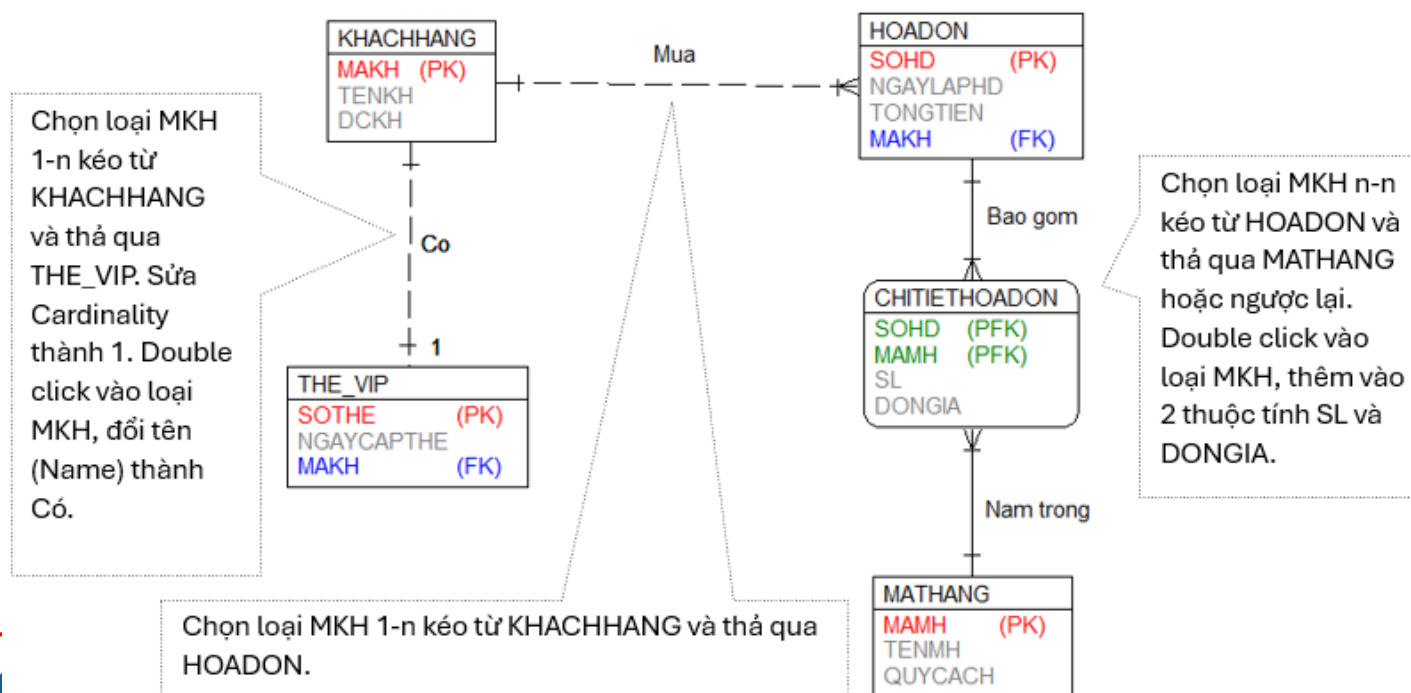 KHACHHANG
MAKH (PK)
TENKH
DCKH
Mua
HOADON
SOHD (PK)
NGAYLAPHD
TONGTIEN
MAKH (FK)
Chọn loại MKH
1-n kéo từ
KHACHHANG
và thả qua
THE_VIP. Sửa
Cardinality
thành 1. Double
click vào loại
MKH, đổi tên
(Name) thành
Có.
Co
1
THE_VIP
SOTHE (PK)
NGAYCAPTHE
MAKH (FK)
Bao gom
CHITIETHOADON
SOHD (PFK)
MAMH (PFK)
SL
DONGIA
Chọn loại MKH n-n
kéo từ HOADON và
thả qua MATHANG
hoặc ngược lại.
Double click vào
loại MKH, thêm vào
2 thuộc tính SL và
DONGIA.
Nam trong
MATHANG
MAMH (PK)
TENMH
QUYCACH
Chọn loại MKH 1-n kéo từ KHACHHANG và thả qua
HOADON.